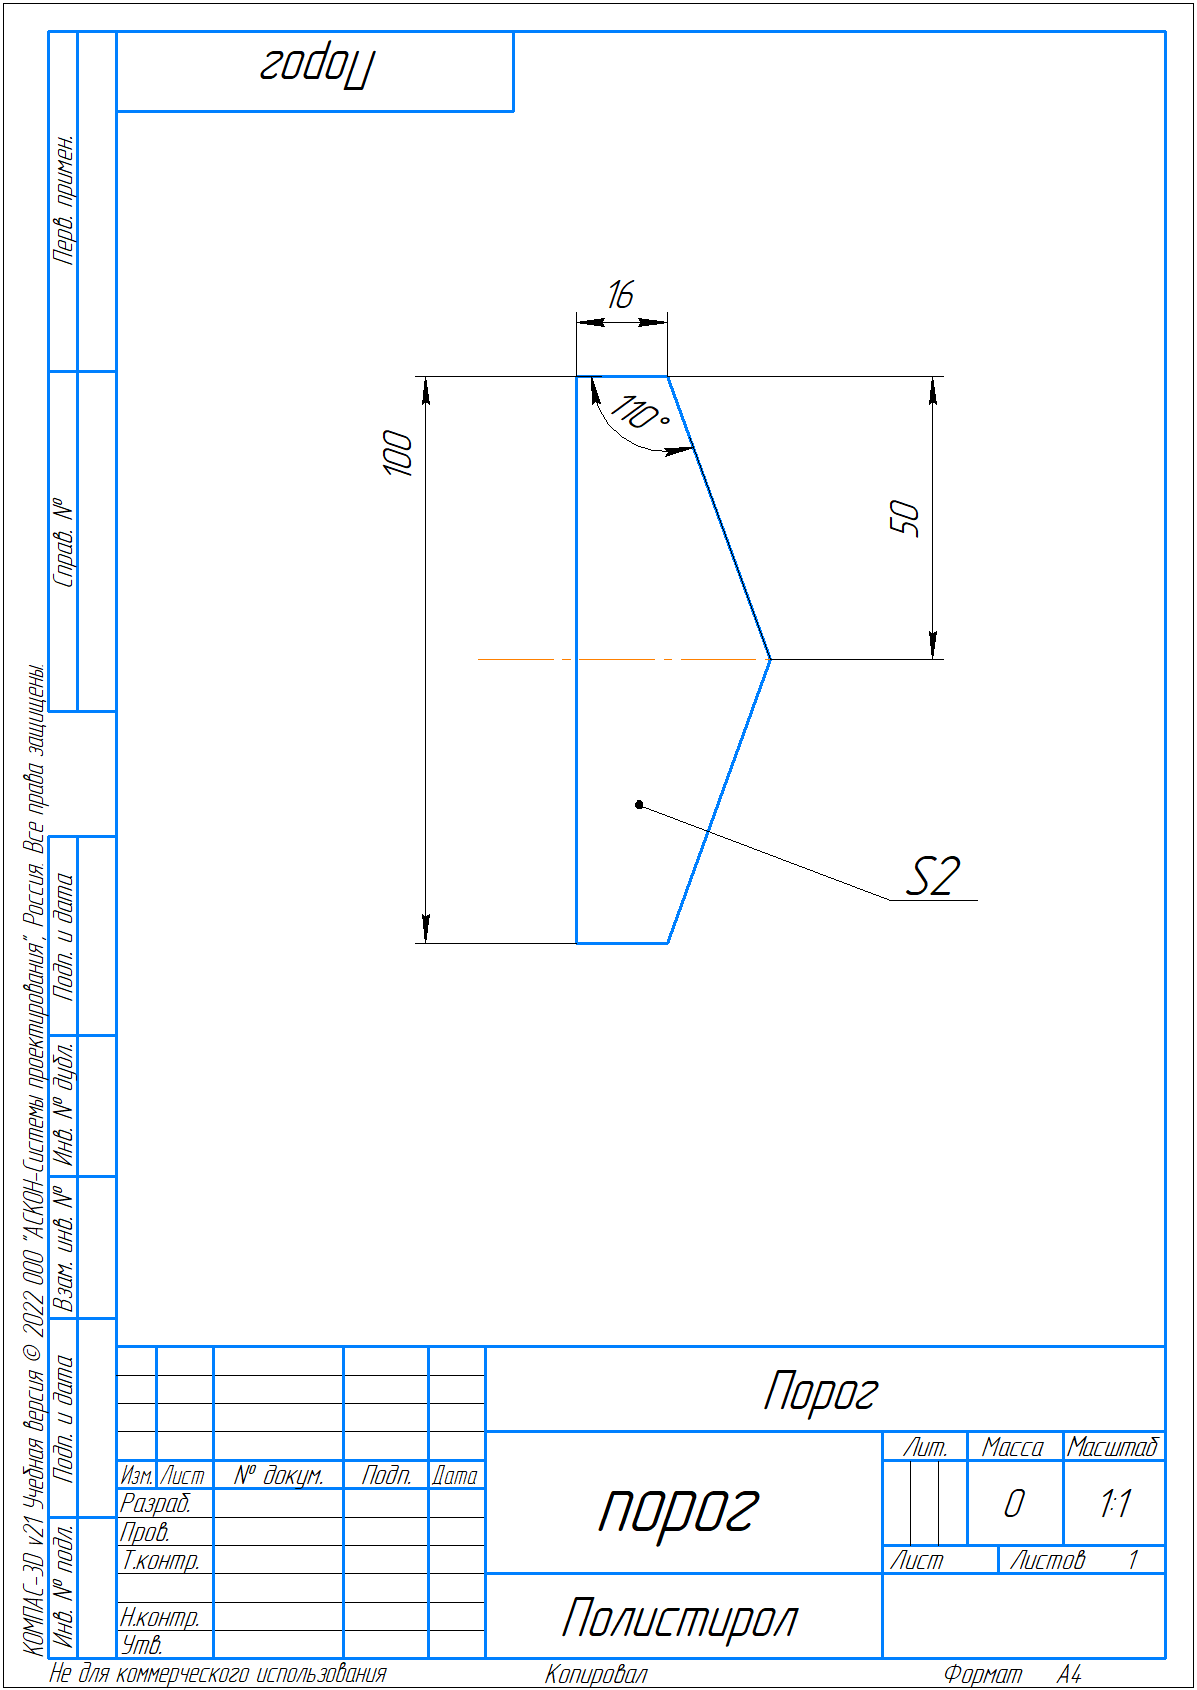 Порог
Перв. примен.
Справ. №
16
110°
100
50
S2
КОМПАС-3D v21 Учебная версия © 2022 ООО "АСКОН-Системы проектирования", Россия. Все права защищены.
Подп. и дата
Инв. № дубл.
Взам. инв. №
Подп. и дата
Инв. № подл.
Порог
Лит. Масса Масштаб
Изм. Лист № докум. Подп. Дата
Разраб.
порог
0 1:1
Пров.
Т.контр.
Лист Листов 1
Н.контр.
Полистирол
Утв.
Не для коммерческого использования Копировал Формат А4